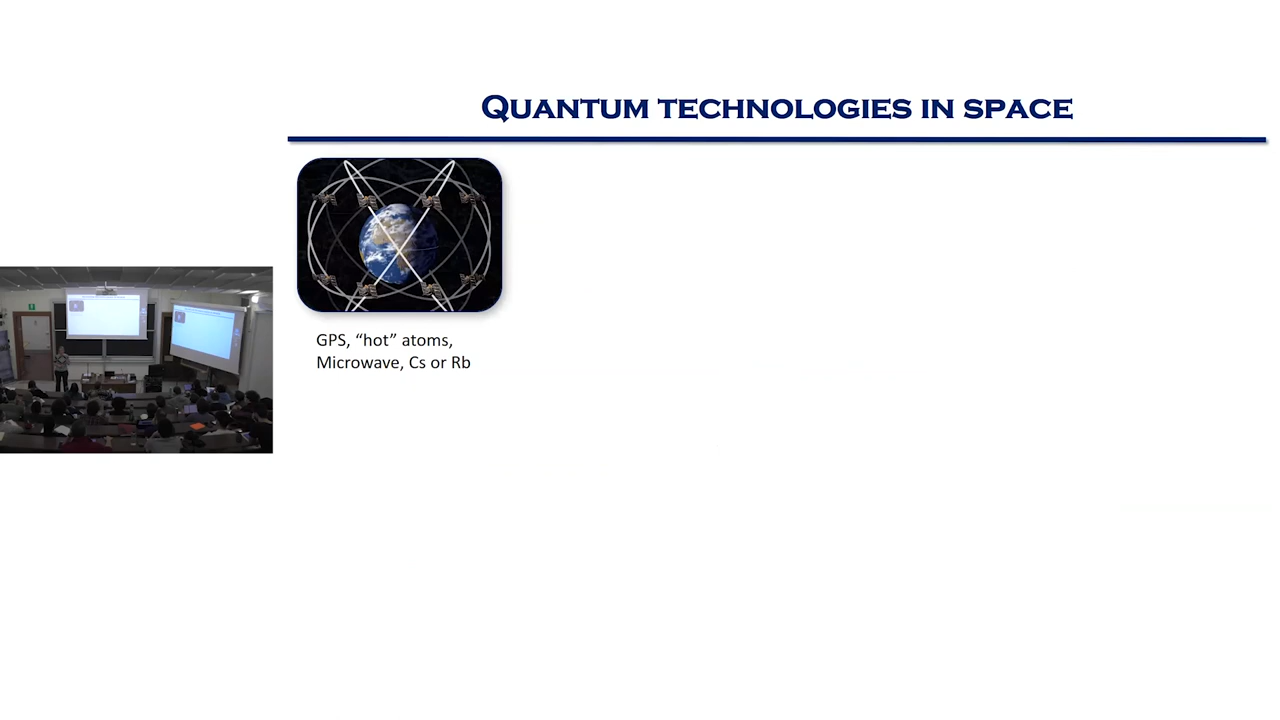 QUANTUM TECHNOLOGIES IN SPACE
GPS, “hot” atoms,
Microwave, Cs or Rb